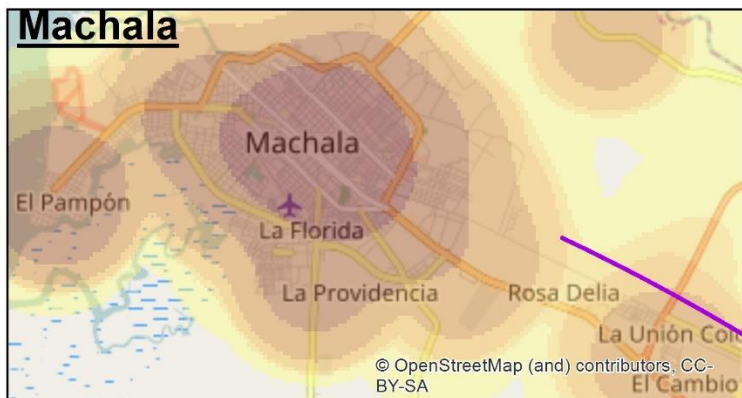 Machala
Machala
El Pampón
La Florida
La Providencia
Rosa Delia
La Unión Colo
El Cambio
© OpenStreetMap (and) contributors, CC-
BY-SA